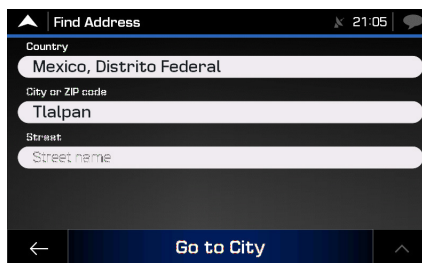 Find Address
21:05
Country
Mexico, Distrito Federal
City or ZIP code
Tlalpan
Street
Street name
Go to City